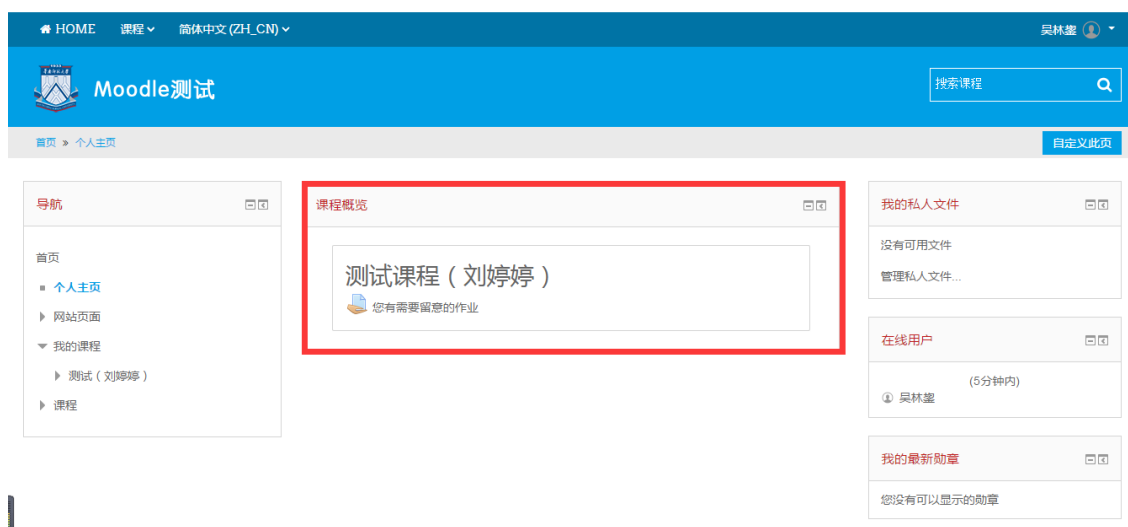 HOME 课程 简体中文 (ZH_CN)
吴林鋆
Moodle测试
搜索课程
首页 » 个人主页
自定义此页
导航
首页
个人主页
网站页面
我的课程
测试（刘婷婷）
课程
课程概览
测试课程（刘婷婷）
您有需要留意的作业
我的私人文件
没有可用文件
管理私人文件...
在线用户
(5分钟内)
吴林鋆
我的最新勋章
您没有可以显示的勋章